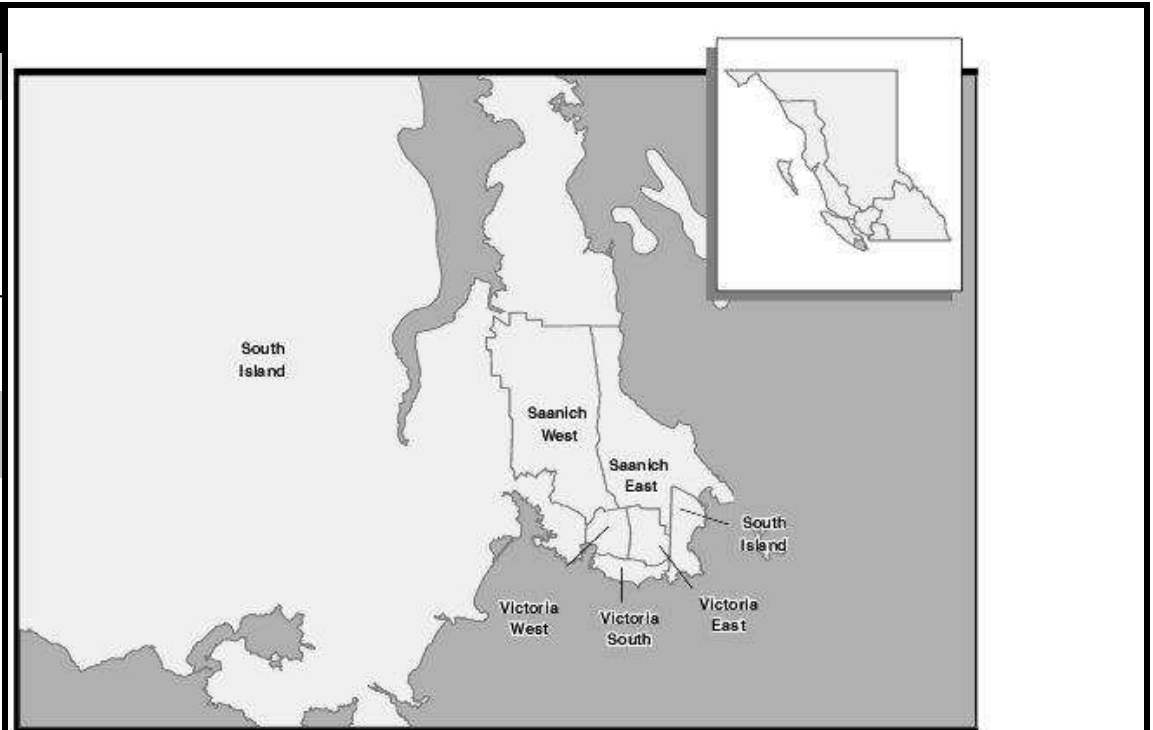 South
Island
Saanich
West
Saanich
East
South
Island
Victoria
West
Victoria
South
Victoria
East